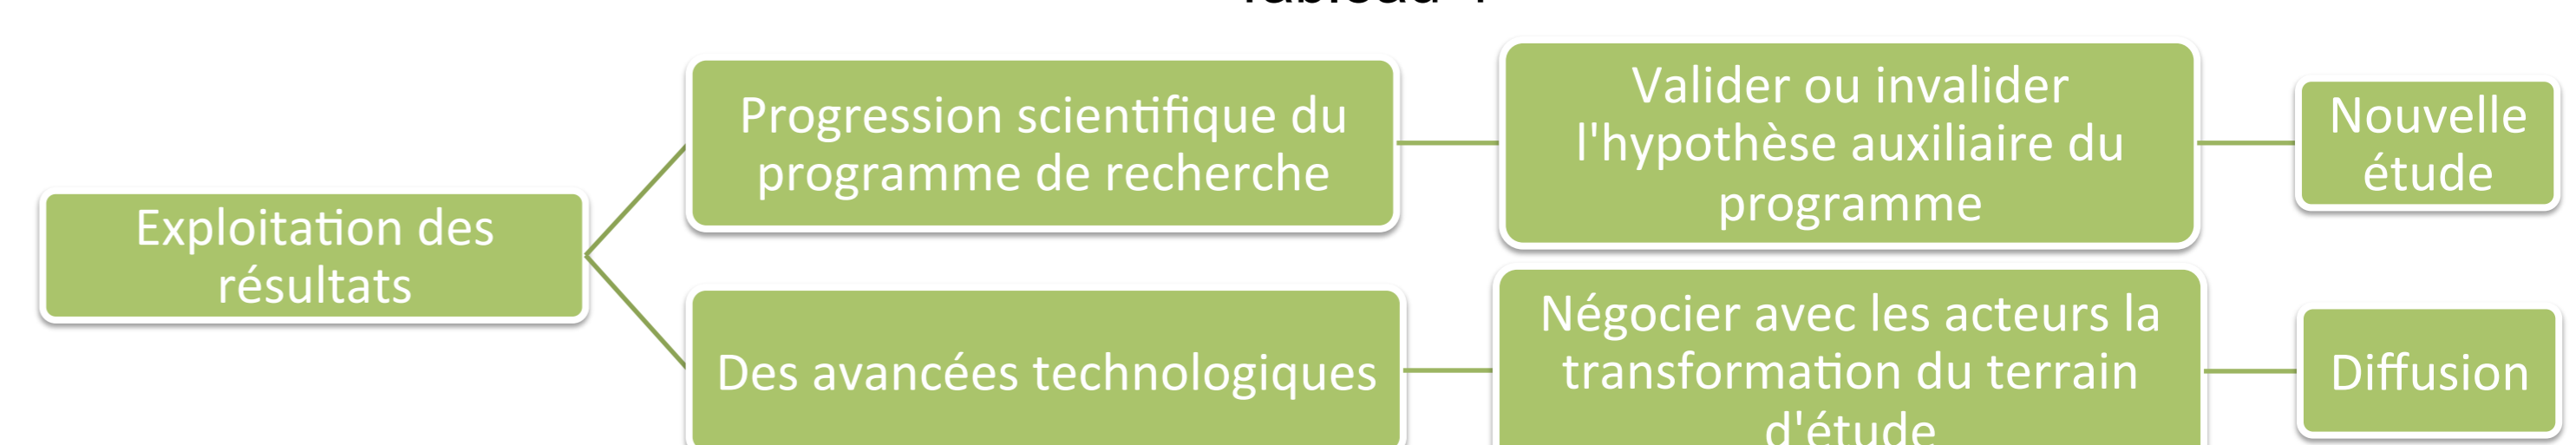 Exploitation des
résultats
Progression scientifique du
programme de recherche
Valider ou invalider
l'hypothèse auxiliaire du
programme
Nouvelle
étude
Des avancées technologiques
Négocier avec les acteurs la
transformation du terrain
d'étude
Diffusion